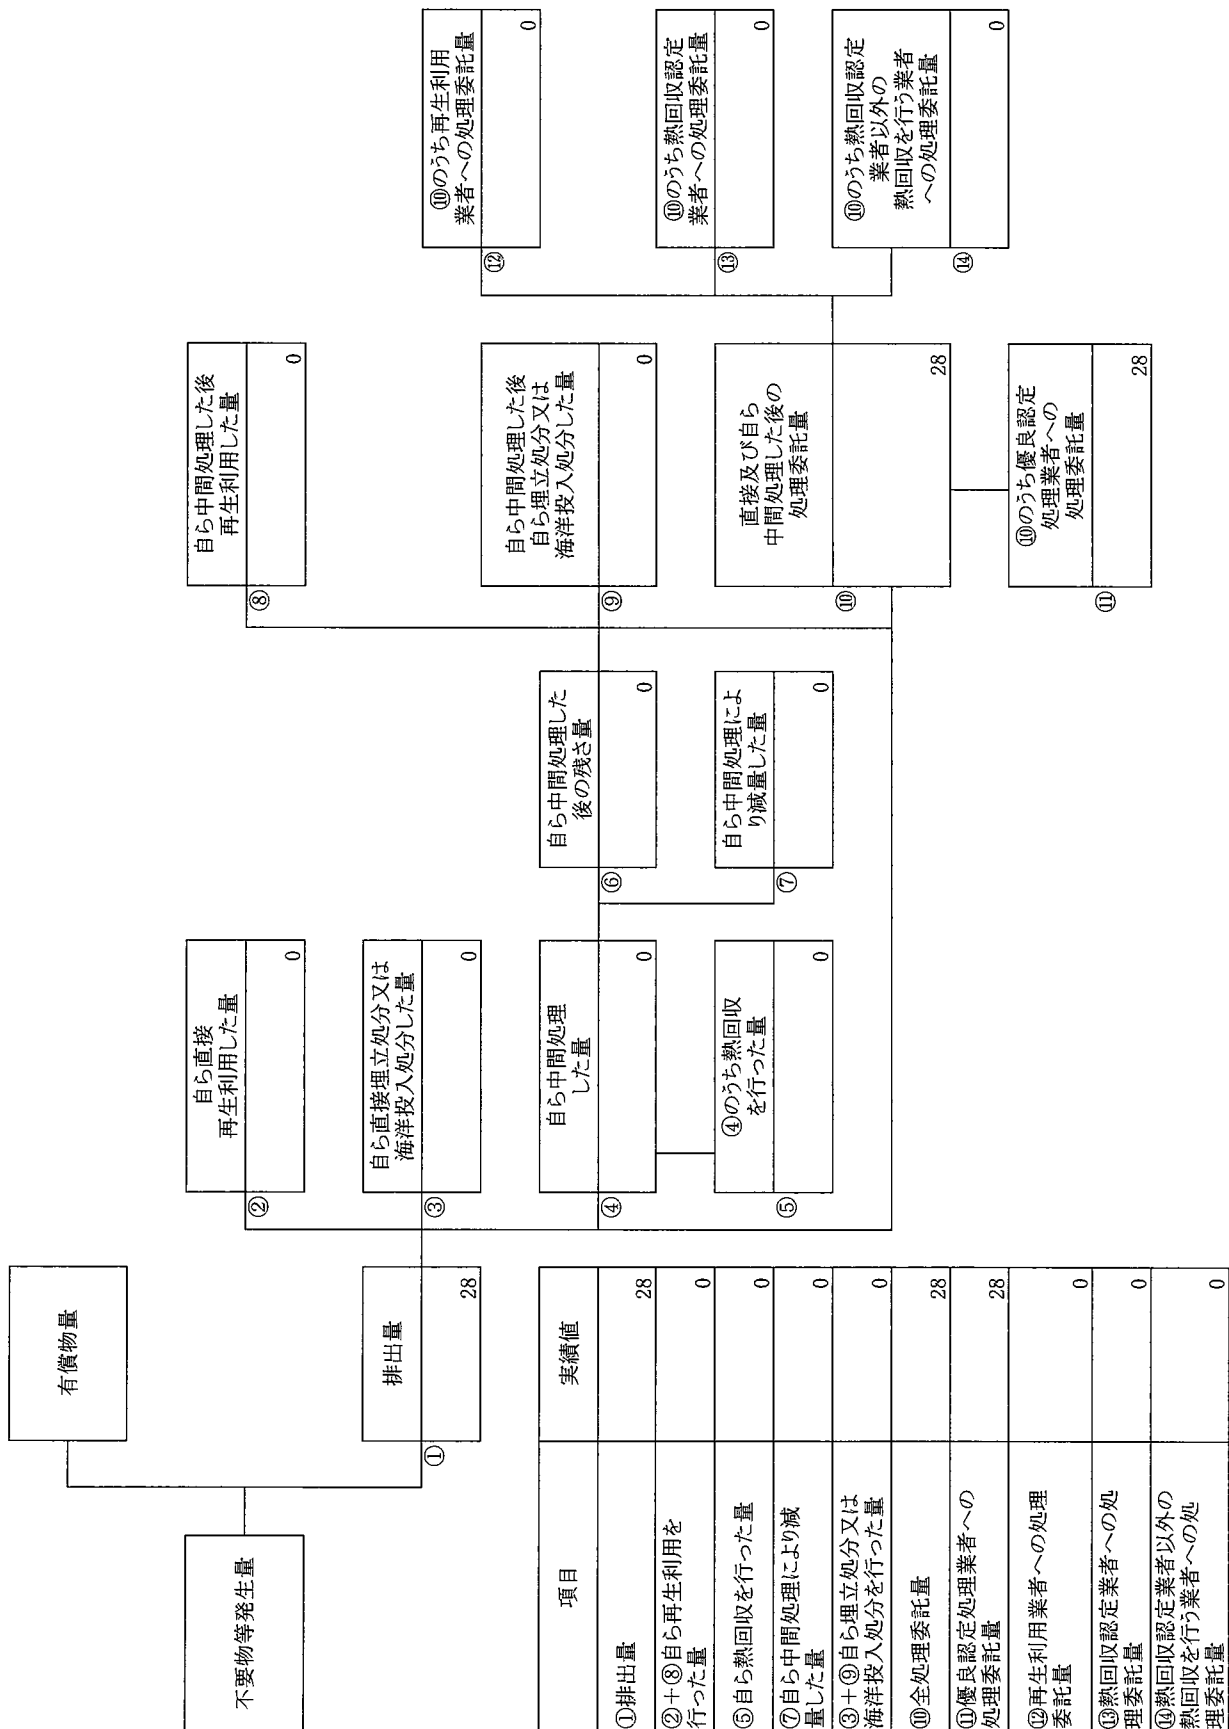 不要物等発生量
有償物量
①
排出量
28
②
自ら直接
再生利用した量
0
③
自ら直接埋立処分又は
海洋投入処分した量
0
④
自ら中間処理
した量
0
⑤
④のうち熱回収
を行った量
0
⑥
自ら中間処理した
後の残さ量
0
⑦
自ら中間処理によ
り減量した量
0
⑧
自ら中間処理した後
再生利用した量
0
⑨
自ら中間処理した後
自ら埋立処分又は
海洋投入処分した量
0
⑩
直接及び自ら
中間処理した後の
処理委託量
28
⑪
⑩のうち優良認定
処理業者への
処理委託量
28
⑫
⑩のうち再生利用
業者への処理委託量
0
⑬
⑩のうち熱回収認定
業者への処理委託量
0
⑭
⑩のうち熱回収認定
業者以外の
熱回収を行う業者
への処理委託量
0
項目 実績値
①排出量 28
②+⑧自ら再生利用を
行った量 0
⑤自ら熱回収を行った量 0
⑦自ら中間処理により減
量した量 0
③+⑨自ら埋立処分又は
海洋投入処分を行った量 0
⑩全処理委託量 28
⑪優良認定処理業者への
処理委託量 28
⑫再生利用業者への処理
委託量 0
⑬熱回収認定業者への処
理委託量 0
⑭熱回収認定業者以外の
熱回収を行う業者への処
理委託量 0